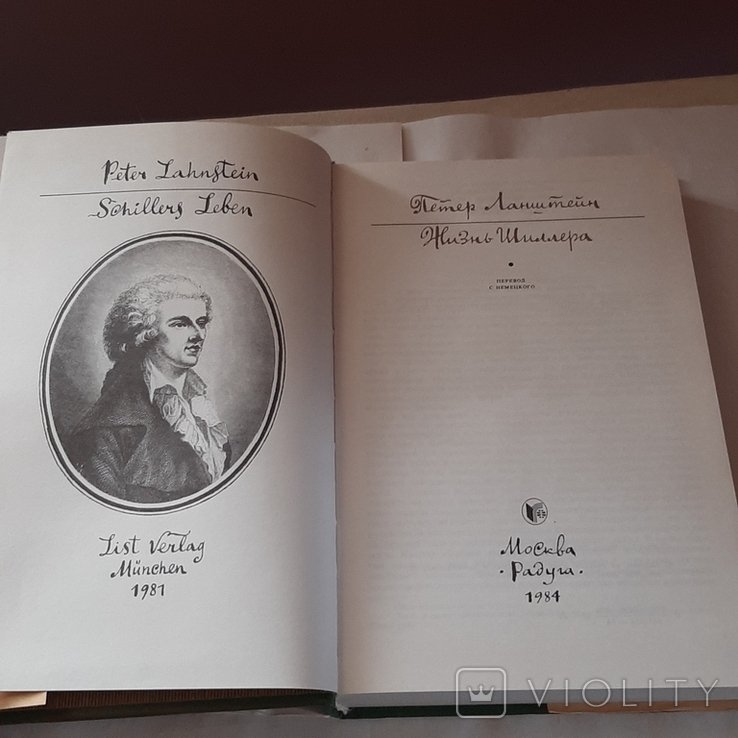 Peter Lahnstein
Schillers Leben
List Verlag
München
1981
Петер Ланштейн
Жизнь Шиллера
ПЕРЕВОД
С НЕМЕЦКОГО
Москва
·Радуга·
1984
VIOLITY